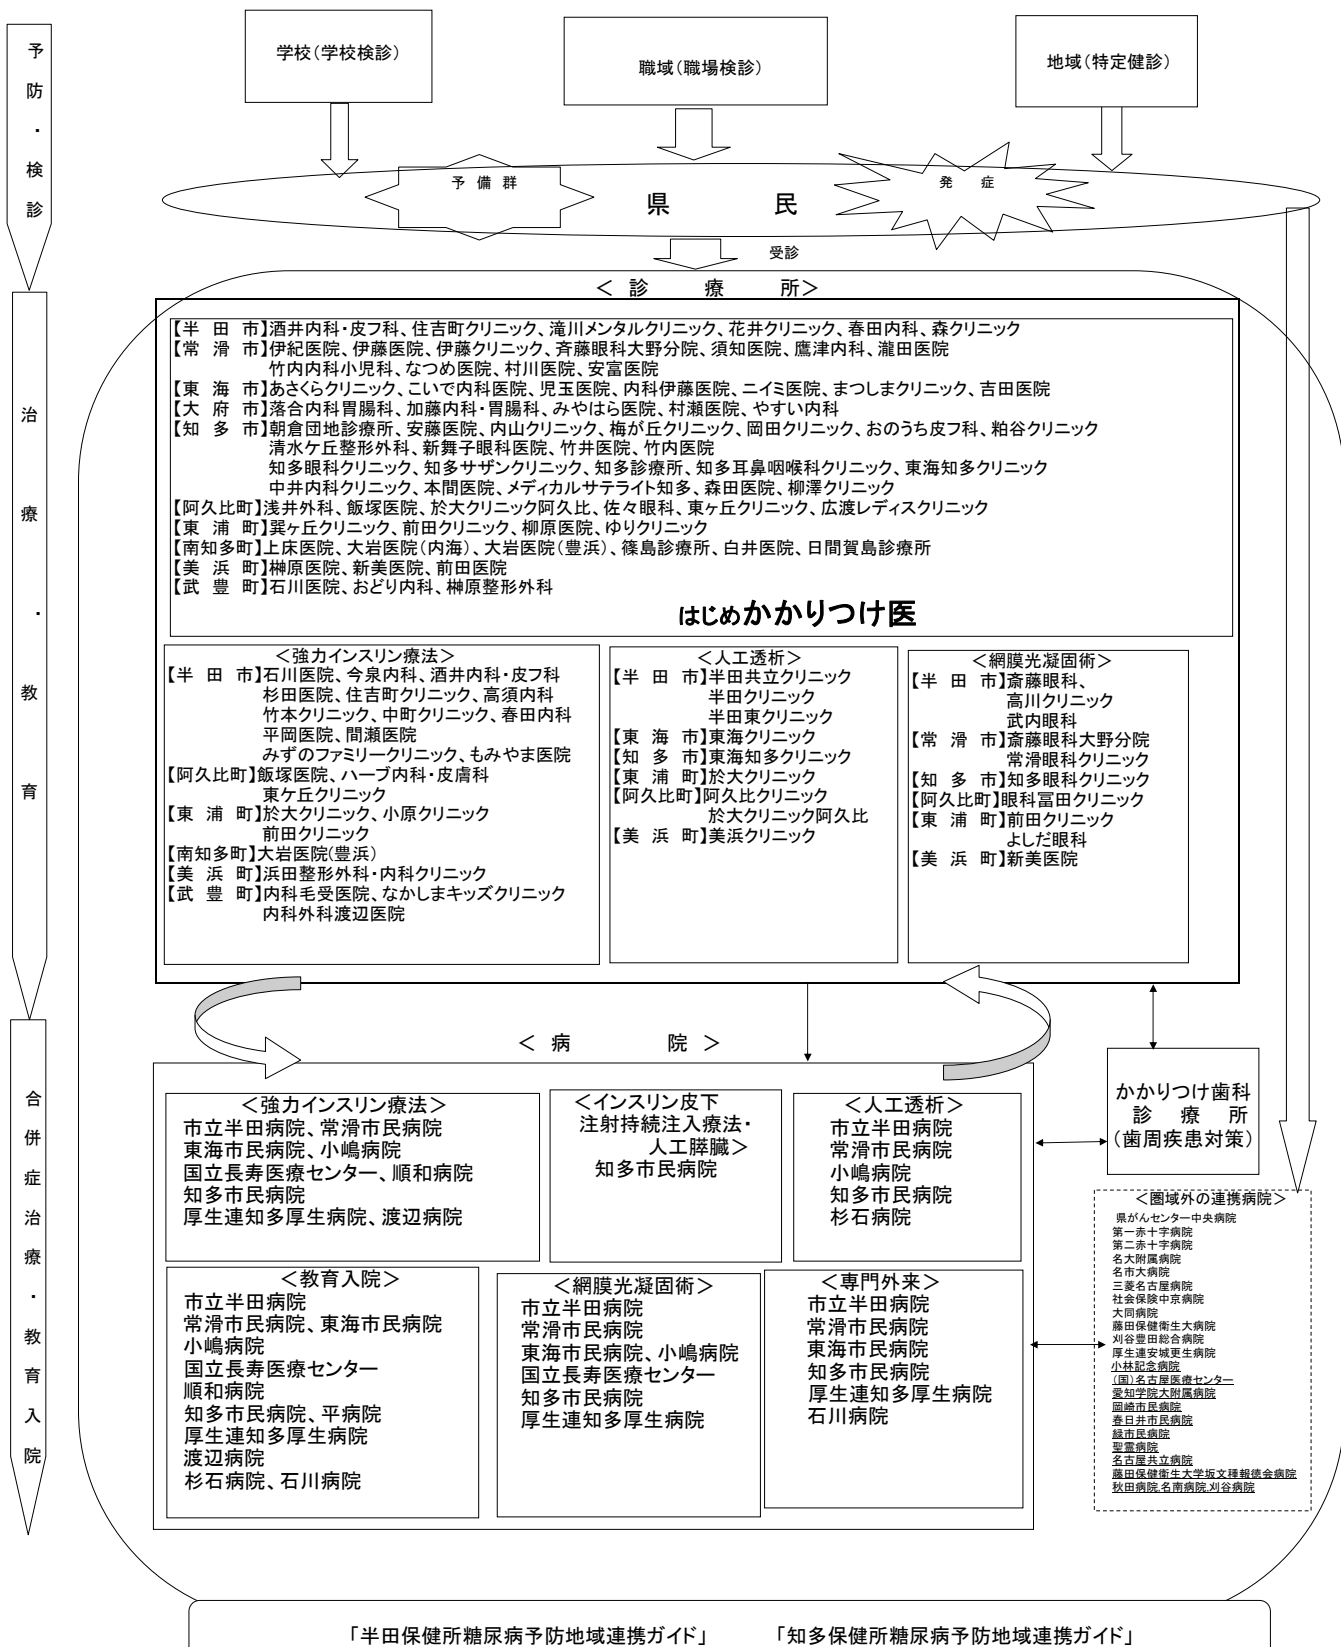 予防・検診
学校(学校検診)
職域(職場検診)
地域(特定健診)
予備群
県民
発症
受診
＜診療所＞
治療・教育
【半田市】酒井内科・皮フ科、住吉町クリニック、滝川メンタルクリニック、花井クリニック、春田内科、森クリニック
【常滑市】伊紀医院、伊藤医院、伊藤クリニック、斉藤眼科大野分院、須知医院、鷹津内科、瀧田医院
竹内内科小児科、なつめ医院、村川医院、安富医院
【東海市】あさくらクリニック、こいで内科医院、児玉医院、内科伊藤医院、ニイミ医院、まつしまクリニック、吉田医院
【大府市】落合内科胃腸科、加藤内科・胃腸科、みやはら医院、村瀬医院、やすい内科
【知多市】朝倉団地診療所、安藤医院、内山クリニック、梅が丘クリニック、岡田クリニック、おのうち皮フ科、粕谷クリニック
清水ケ丘整形外科、新舞子眼科医院、竹井医院、竹内医院
知多眼科クリニック、知多サザンクリニック、知多診療所、知多耳鼻咽喉科クリニック、東海知多クリニック
中井内科クリニック、本間医院、メディカルサテライト知多、森田医院、柳澤クリニック
【阿久比町】浅井外科、飯塚医院、於大クリニック阿久比、佐々眼科、東ヶ丘クリニック、広渡レディスクリニック
【東浦町】巽ヶ丘クリニック、前田クリニック、柳原医院、ゆりクリニック
【南知多町】上床医院、大岩医院(内海)、大岩医院(豊浜)、篠島診療所、白井医院、日間賀島診療所
【美浜町】榊原医院、新美医院、前田医院
【武豊町】石川医院、おどり内科、榊原整形外科
はじめかかりつけ医
＜強力インスリン療法＞
【半田市】石川医院、今泉内科、酒井内科・皮フ科
杉田医院、住吉町クリニック、高須内科
竹本クリニック、中町クリニック、春田内科
平岡医院、間瀬医院
みずのファミリークリニック、もみやま医院
【阿久比町】飯塚医院、ハーブ内科・皮膚科
東ケ丘クリニック
【東浦町】於大クリニック、小原クリニック
前田クリニック
【南知多町】大岩医院(豊浜)
【美浜町】浜田整形外科・内科クリニック
【武豊町】内科毛受医院、なかしまキッズクリニック
内科外科渡辺医院
＜人工透析＞
【半田市】半田共立クリニック
半田クリニック
半田東クリニック
【東海市】東海クリニック
【知多市】東海知多クリニック
【東浦町】於大クリニック
【阿久比町】阿久比クリニック
於大クリニック阿久比
【美浜町】美浜クリニック
＜網膜光凝固術＞
【半田市】斎藤眼科、
高川クリニック
武内眼科
【常滑市】斎藤眼科大野分院
常滑眼科クリニック
【知多市】知多眼科クリニック
【阿久比町】眼科冨田クリニック
【東浦町】前田クリニック
よしだ眼科
【美浜町】新美医院
＜病院＞
合併症治療・教育入院
＜強力インスリン療法＞
市立半田病院、常滑市民病院
東海市民病院、小嶋病院
国立長寿医療センター、順和病院
知多市民病院
厚生連知多厚生病院、渡辺病院
＜インスリン皮下
注射持続注入療法・
人工膵臓＞
知多市民病院
＜人工透析＞
市立半田病院
常滑市民病院
小嶋病院
知多市民病院
杉石病院
かかりつけ歯科
診療所
(歯周疾患対策)
＜教育入院＞
市立半田病院
常滑市民病院、東海市民病院
小嶋病院
国立長寿医療センター
順和病院
知多市民病院、平病院
厚生連知多厚生病院
渡辺病院
杉石病院、石川病院
＜網膜光凝固術＞
市立半田病院
常滑市民病院
東海市民病院、小嶋病院
国立長寿医療センター
知多市民病院
厚生連知多厚生病院
＜専門外来＞
市立半田病院
常滑市民病院
東海市民病院
知多市民病院
厚生連知多厚生病院
石川病院
＜圏域外の連携病院＞
県がんセンター中央病院
第一赤十字病院
第二赤十字病院
名大附属病院
名市大病院
三菱名古屋病院
社会保険中京病院
大同病院
藤田保健衛生大病院
刈谷豊田総合病院
厚生連安城更生病院
小林記念病院
(国)名古屋医療センター
愛知学院大附属病院
岡崎市民病院
春日井市民病院
緑市民病院
聖霊病院
名古屋共立病院
藤田保健衛生大学坂文種報徳会病院
秋田病院,名南病院,刈谷病院
「半田保健所糖尿病予防地域連携ガイド」 「知多保健所糖尿病予防地域連携ガイド」